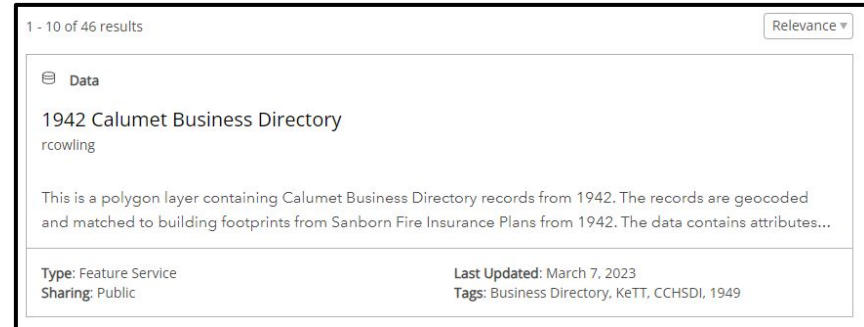 1 - 10 of 46 results
Relevance
Data
1942 Calumet Business Directory
rcowling
This is a polygon layer containing Calumet Business Directory records from 1942. The records are geocoded
and matched to building footprints from Sanborn Fire Insurance Plans from 1942. The data contains attributes...
Type: Feature Service
Last Updated: March 7, 2023
Sharing: Public
Tags: Business Directory, KeTT, CCHSDI, 1949